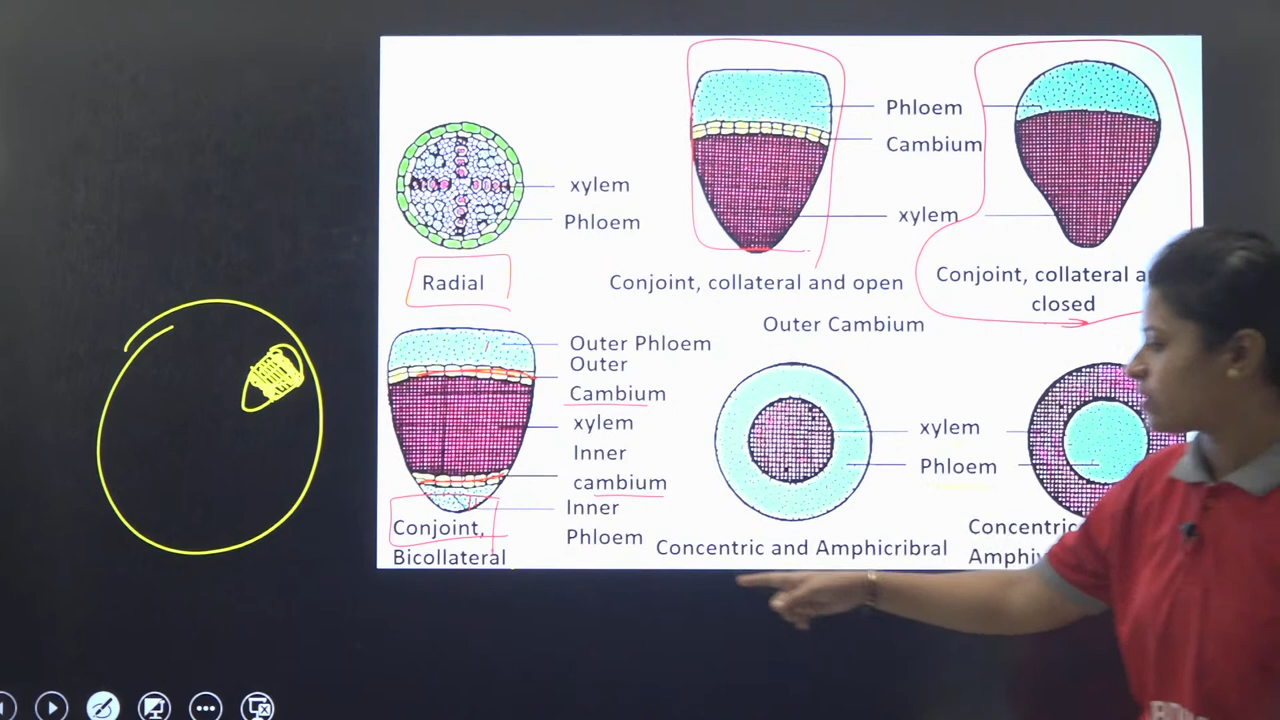 Phloem
Cambium
xylem
xylem
Phloem
Radial
Conjoint, collateral and open
Conjoint, collateral
closed
Outer Cambium
Outer Phloem
Outer
Cambium
xylem
Inner
cambium
Inner
Phloem
Conjoint,
Bicollateral
xylem
Phloem
Concentric and Amphicribral
Concentric